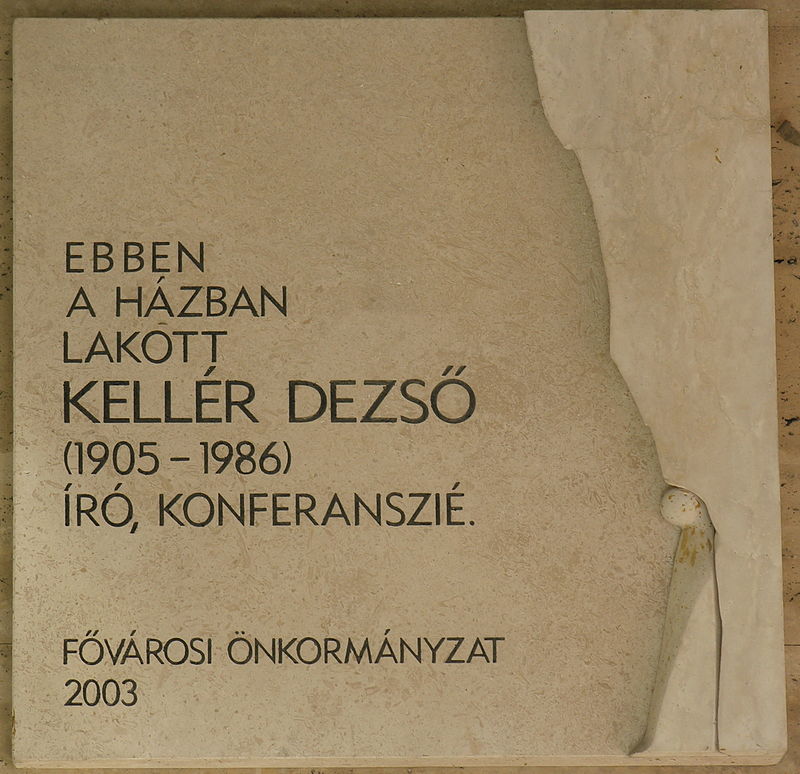 EBBEN
A HÁZBAN
LAKOTT
KELLÉR DEZSŐ
(1905 – 1986)
ÍRÓ, KONFERANSZIÉ.
FŐVÁROSI ÖNKORMÁNYZAT
2003